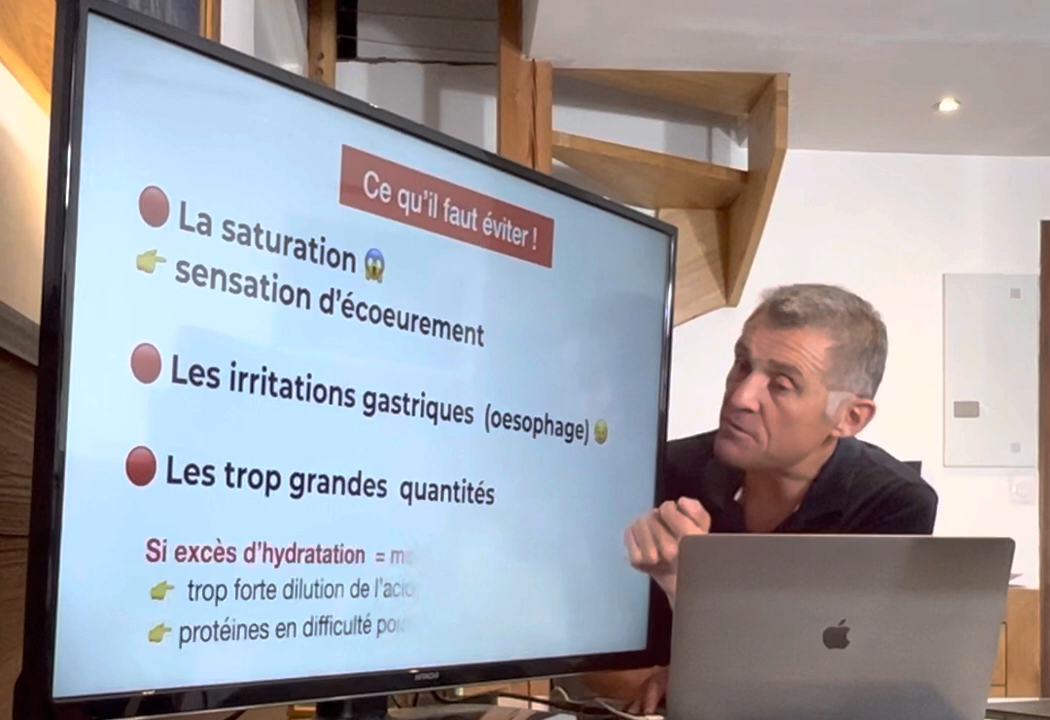 Ce qu'il faut éviter !
La saturation 😱
👉 sensation d'écoeurement
Les irritations gastriques (oesophage)
Les trop grandes quantités
Si excès d'hydratation =
👉 trop forte dilution de
👉 protéines en difficulté
HITACHI